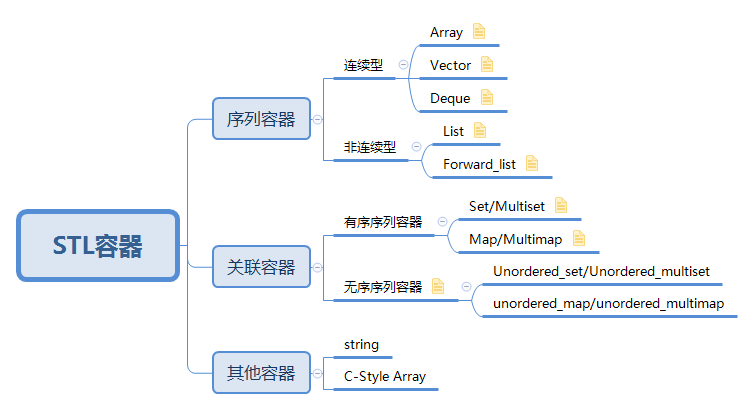 STL容器
序列容器
连续型
Array
Vector
Deque
非连续型
List
Forward_list
关联容器
有序序列容器
Set/Multiset
Map/Multimap
无序序列容器
Unordered_set/Unordered_multiset
unordered_map/unordered_multimap
其他容器
string
C-Style Array